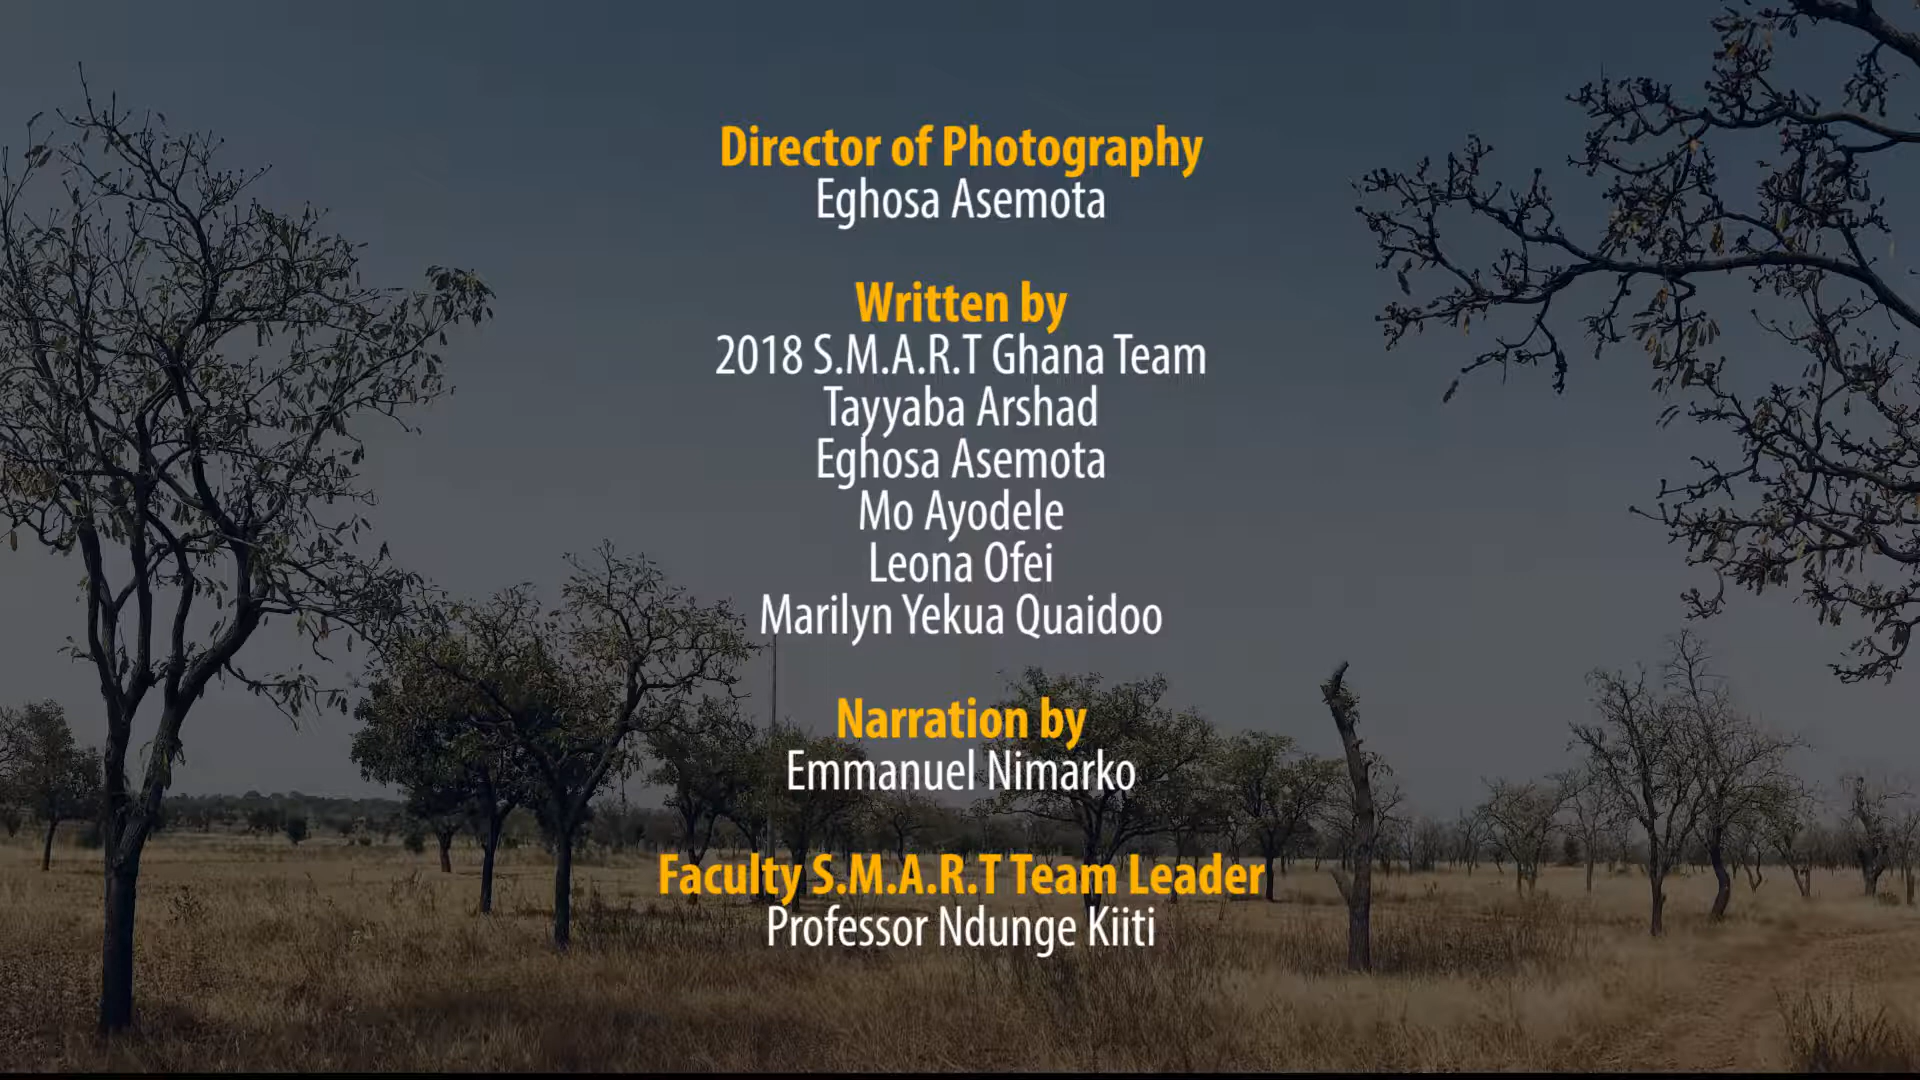 Director of Photography
Eghosa Asemota
Written by
2018 S.M.A.R.T Ghana Team
Tayyaba Arshad
Eghosa Asemota
Mo Ayodele
Leona Ofei
Marilyn Yekua Quaidoo
Narration by
Emmanuel Nimarko
Faculty S.M.A.R.T Team Leader
Professor Ndunge Kiiti